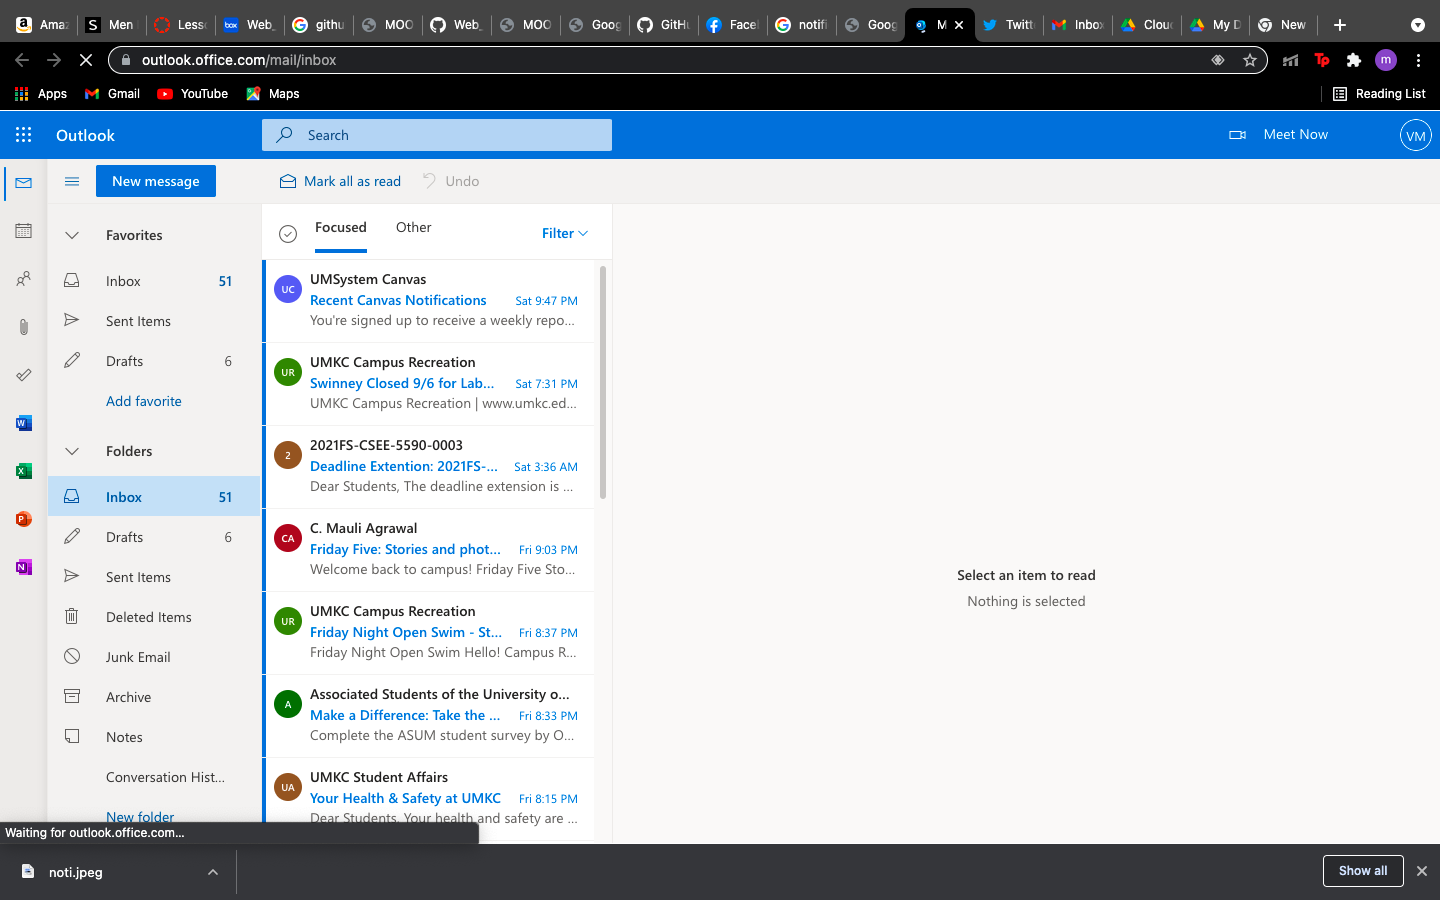 Amaz
S Men
Less
box Web_
githu
MOO
Web_
MOO
Goog
GitHu
Facel
notifi
Goog
M
Twitt
Inbo
Clou
My D
New
outlook.office.com/mail/inbox
Tp
m
Apps
Gmail
YouTube
Maps
Reading List
Outlook
Search
Meet Now
VM
New message
Mark all as read
Undo
Favorites
Inbox 51
Sent Items
Drafts 6
Add favorite
Folders
Inbox 51
Drafts 6
Sent Items
Deleted Items
Junk Email
Archive
Notes
Conversation Hist...
New folder
Focused Other Filter
UC
UMSystem Canvas
Recent Canvas Notifications Sat 9:47 PM
You're signed up to receive a weekly repo...
UR
UMKC Campus Recreation
Swinney Closed 9/6 for Lab... Sat 7:31 PM
UMKC Campus Recreation | www.umkc.ed...
2
2021FS-CSEE-5590-0003
Deadline Extention: 2021FS-... Sat 3:36 AM
Dear Students, The deadline extension is ...
CA
C. Mauli Agrawal
Friday Five: Stories and phot... Fri 9:03 PM
Welcome back to campus! Friday Five Sto...
UR
UMKC Campus Recreation
Friday Night Open Swim - St... Fri 8:37 PM
Friday Night Open Swim Hello! Campus R...
A
Associated Students of the University o...
Make a Difference: Take the ... Fri 8:33 PM
Complete the ASUM student survey by O...
UA
UMKC Student Affairs
Your Health & Safety at UMKC Fri 8:15 PM
Dear Students, Your health and safety are ...
Select an item to read
Nothing is selected
Waiting for outlook.office.com...
noti.jpeg
Show all